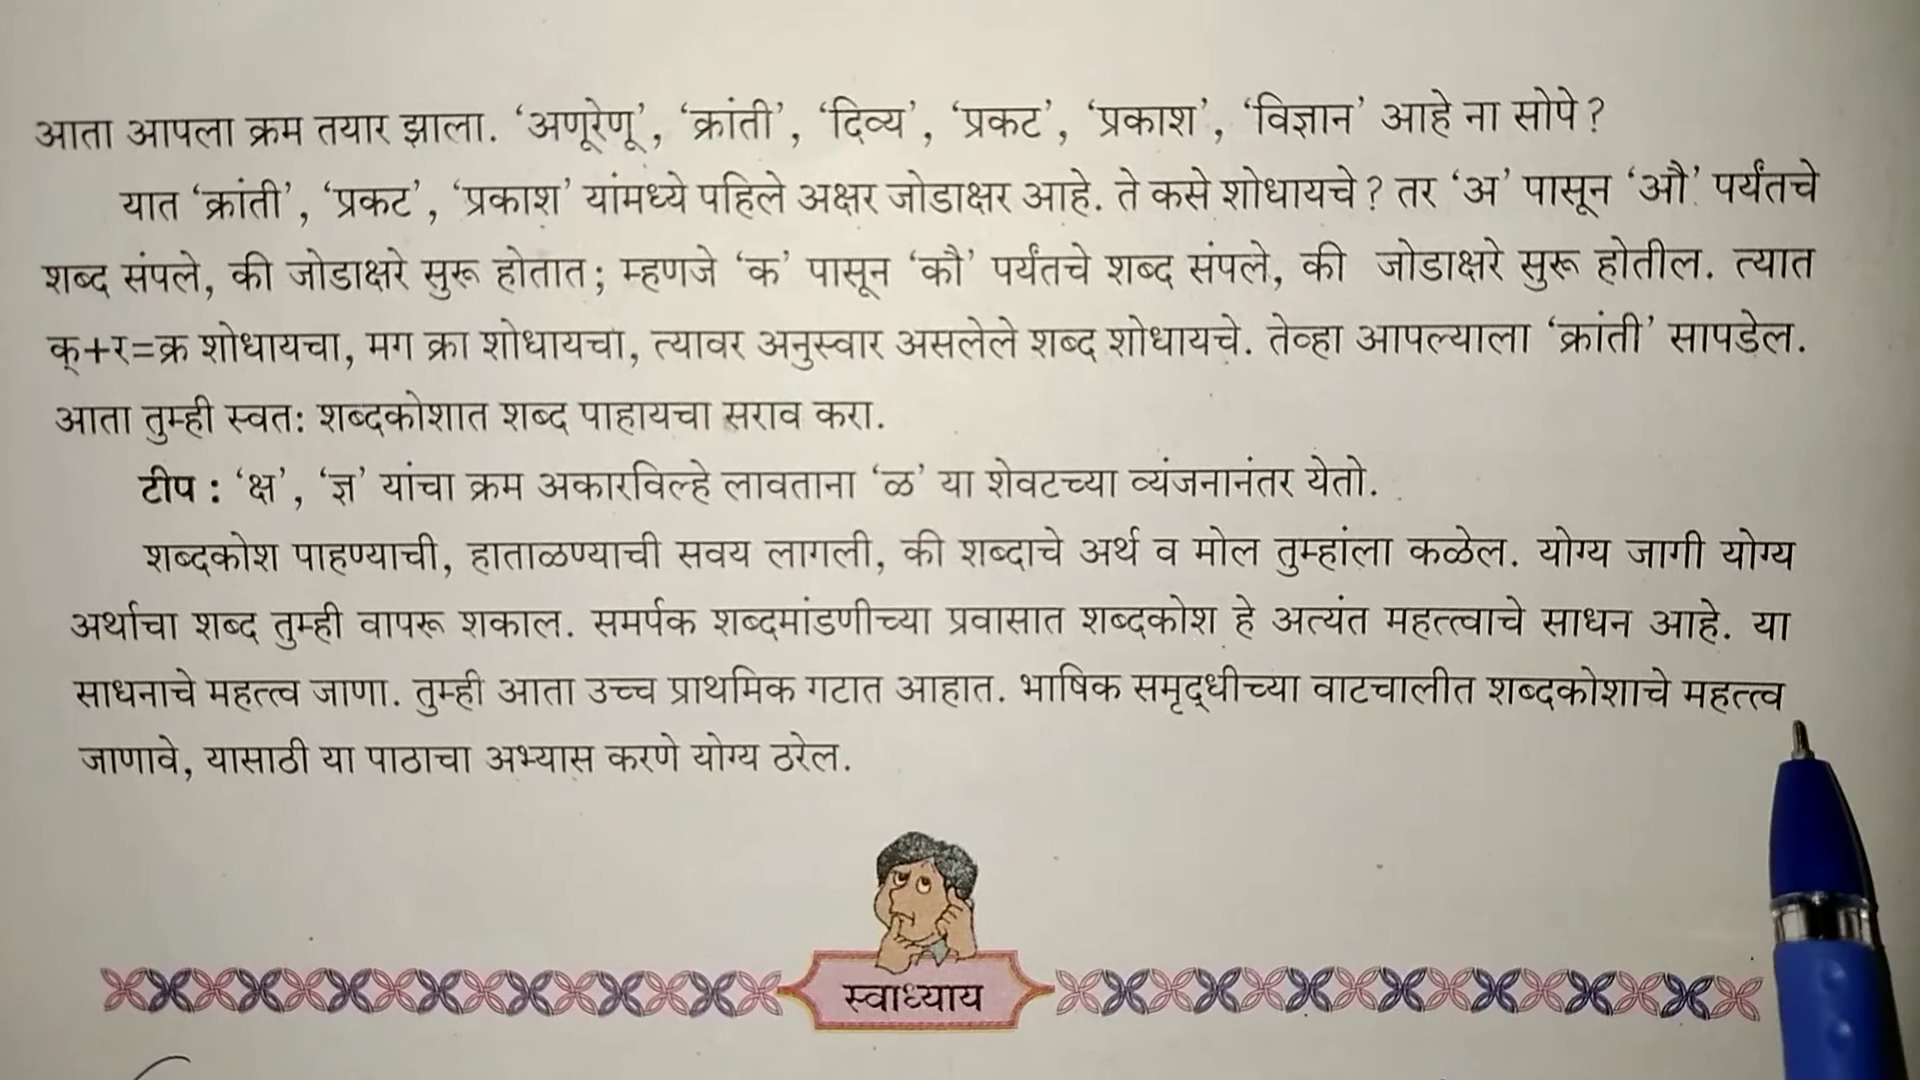 आता आपला क्रम तयार झाला. ‘अणूरेणू’, ‘क्रांती’, ‘दिव्य’, ‘प्रकट’, ‘प्रकाश’, ‘विज्ञान’ आहे ना सोपे?
यात ‘क्रांती’, ‘प्रकट’, ‘प्रकाश’ यांमध्ये पहिले अक्षर जोडाक्षर आहे. ते कसे शोधायचे? तर ‘अ’ पासून ‘औ’ पर्यंतचे
शब्द संपले, की जोडाक्षरे सुरू होतात; म्हणजे ‘क’ पासून ‘कौ’ पर्यंतचे शब्द संपले, की जोडाक्षरे सुरू होतील. त्यात
क्+र=क्र शोधायचा, मग क्रा शोधायचा, त्यावर अनुस्वार असलेले शब्द शोधायचे. तेव्हा आपल्याला ‘क्रांती’ सापडेल.
आता तुम्ही स्वत: शब्दकोशात शब्द पाहायचा सराव करा.
टीप : ‘क्ष’, ‘ज्ञ’ यांचा क्रम अकारविल्हे लावताना ‘ळ’ या शेवटच्या व्यंजनानंतर येतो.
शब्दकोश पाहण्याची, हाताळण्याची सवय लागली, की शब्दाचे अर्थ व मोल तुम्हांला कळेल. योग्य जागी योग्य
अर्थाचा शब्द तुम्ही वापरू शकाल. समर्पक शब्दमांडणीच्या प्रवासात शब्दकोश हे अत्यंत महत्त्वाचे साधन आहे. या
साधनाचे महत्त्व जाणा. तुम्ही आता उच्च प्राथमिक गटात आहात. भाषिक समृद्धीच्या वाटचालीत शब्दकोशाचे महत्त्व
जाणावे, यासाठी या पाठाचा अभ्यास करणे योग्य ठरेल.
स्वाध्याय